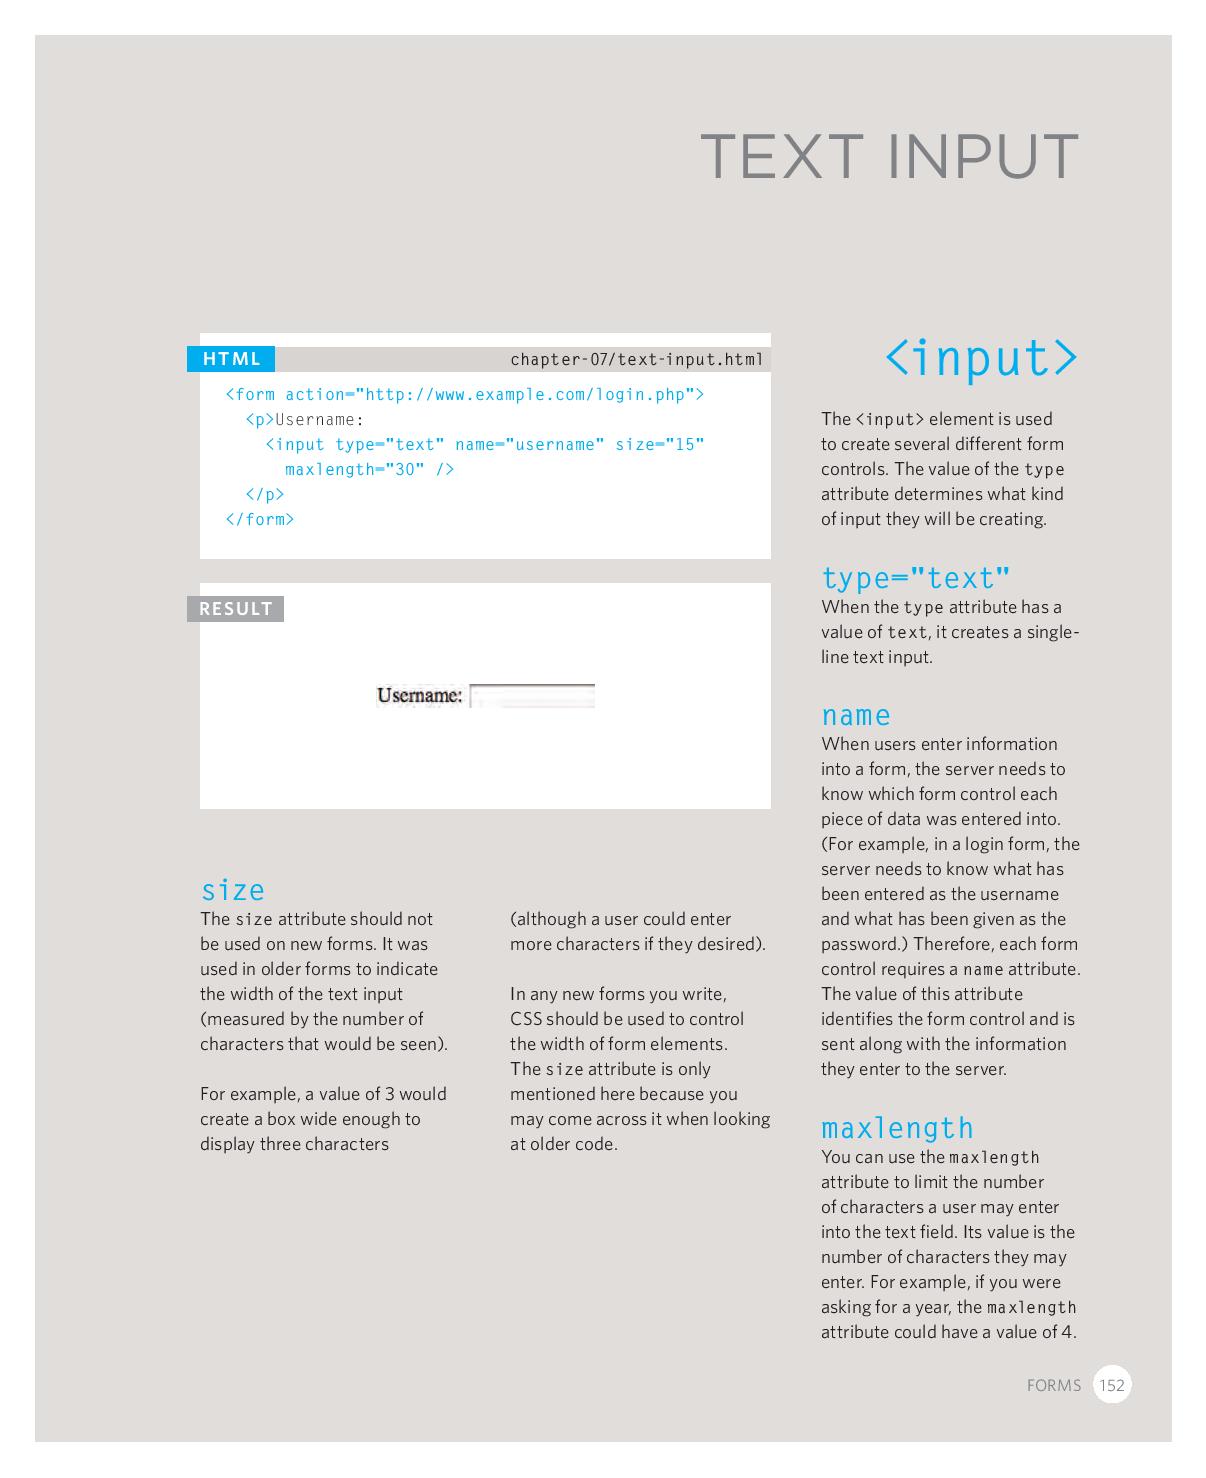 TEXT INPUT
HTML
chapter-07/text-input.html
<form action="http://www.example.com/login.php">
<p>Username:
<input type="text" name="username" size="15"
maxlength="30" />
</p>
</form>
RESULT
Username:
size
The size attribute should not
be used on new forms. It was
used in older forms to indicate
the width of the text input
(measured by the number of
characters that would be seen).
For example, a value of 3 would
create a box wide enough to
display three characters
(although a user could enter
more characters if they desired).
In any new forms you write,
CSS should be used to control
the width of form elements.
The size attribute is only
mentioned here because you
may come across it when looking
at older code.
<input>
The <input> element is used
to create several different form
controls. The value of the type
attribute determines what kind
of input they will be creating.
type="text"
When the type attribute has a
value of text, it creates a single-
line text input.
name
When users enter information
into a form, the server needs to
know which form control each
piece of data was entered into.
(For example, in a login form, the
server needs to know what has
been entered as the username
and what has been given as the
password.) Therefore, each form
control requires a name attribute.
The value of this attribute
identifies the form control and is
sent along with the information
they enter to the server.
maxlength
You can use the maxlength
attribute to limit the number
of characters a user may enter
into the text field. Its value is the
number of characters they may
enter. For example, if you were
asking for a year, the maxlength
attribute could have a value of 4.
FORMS 152